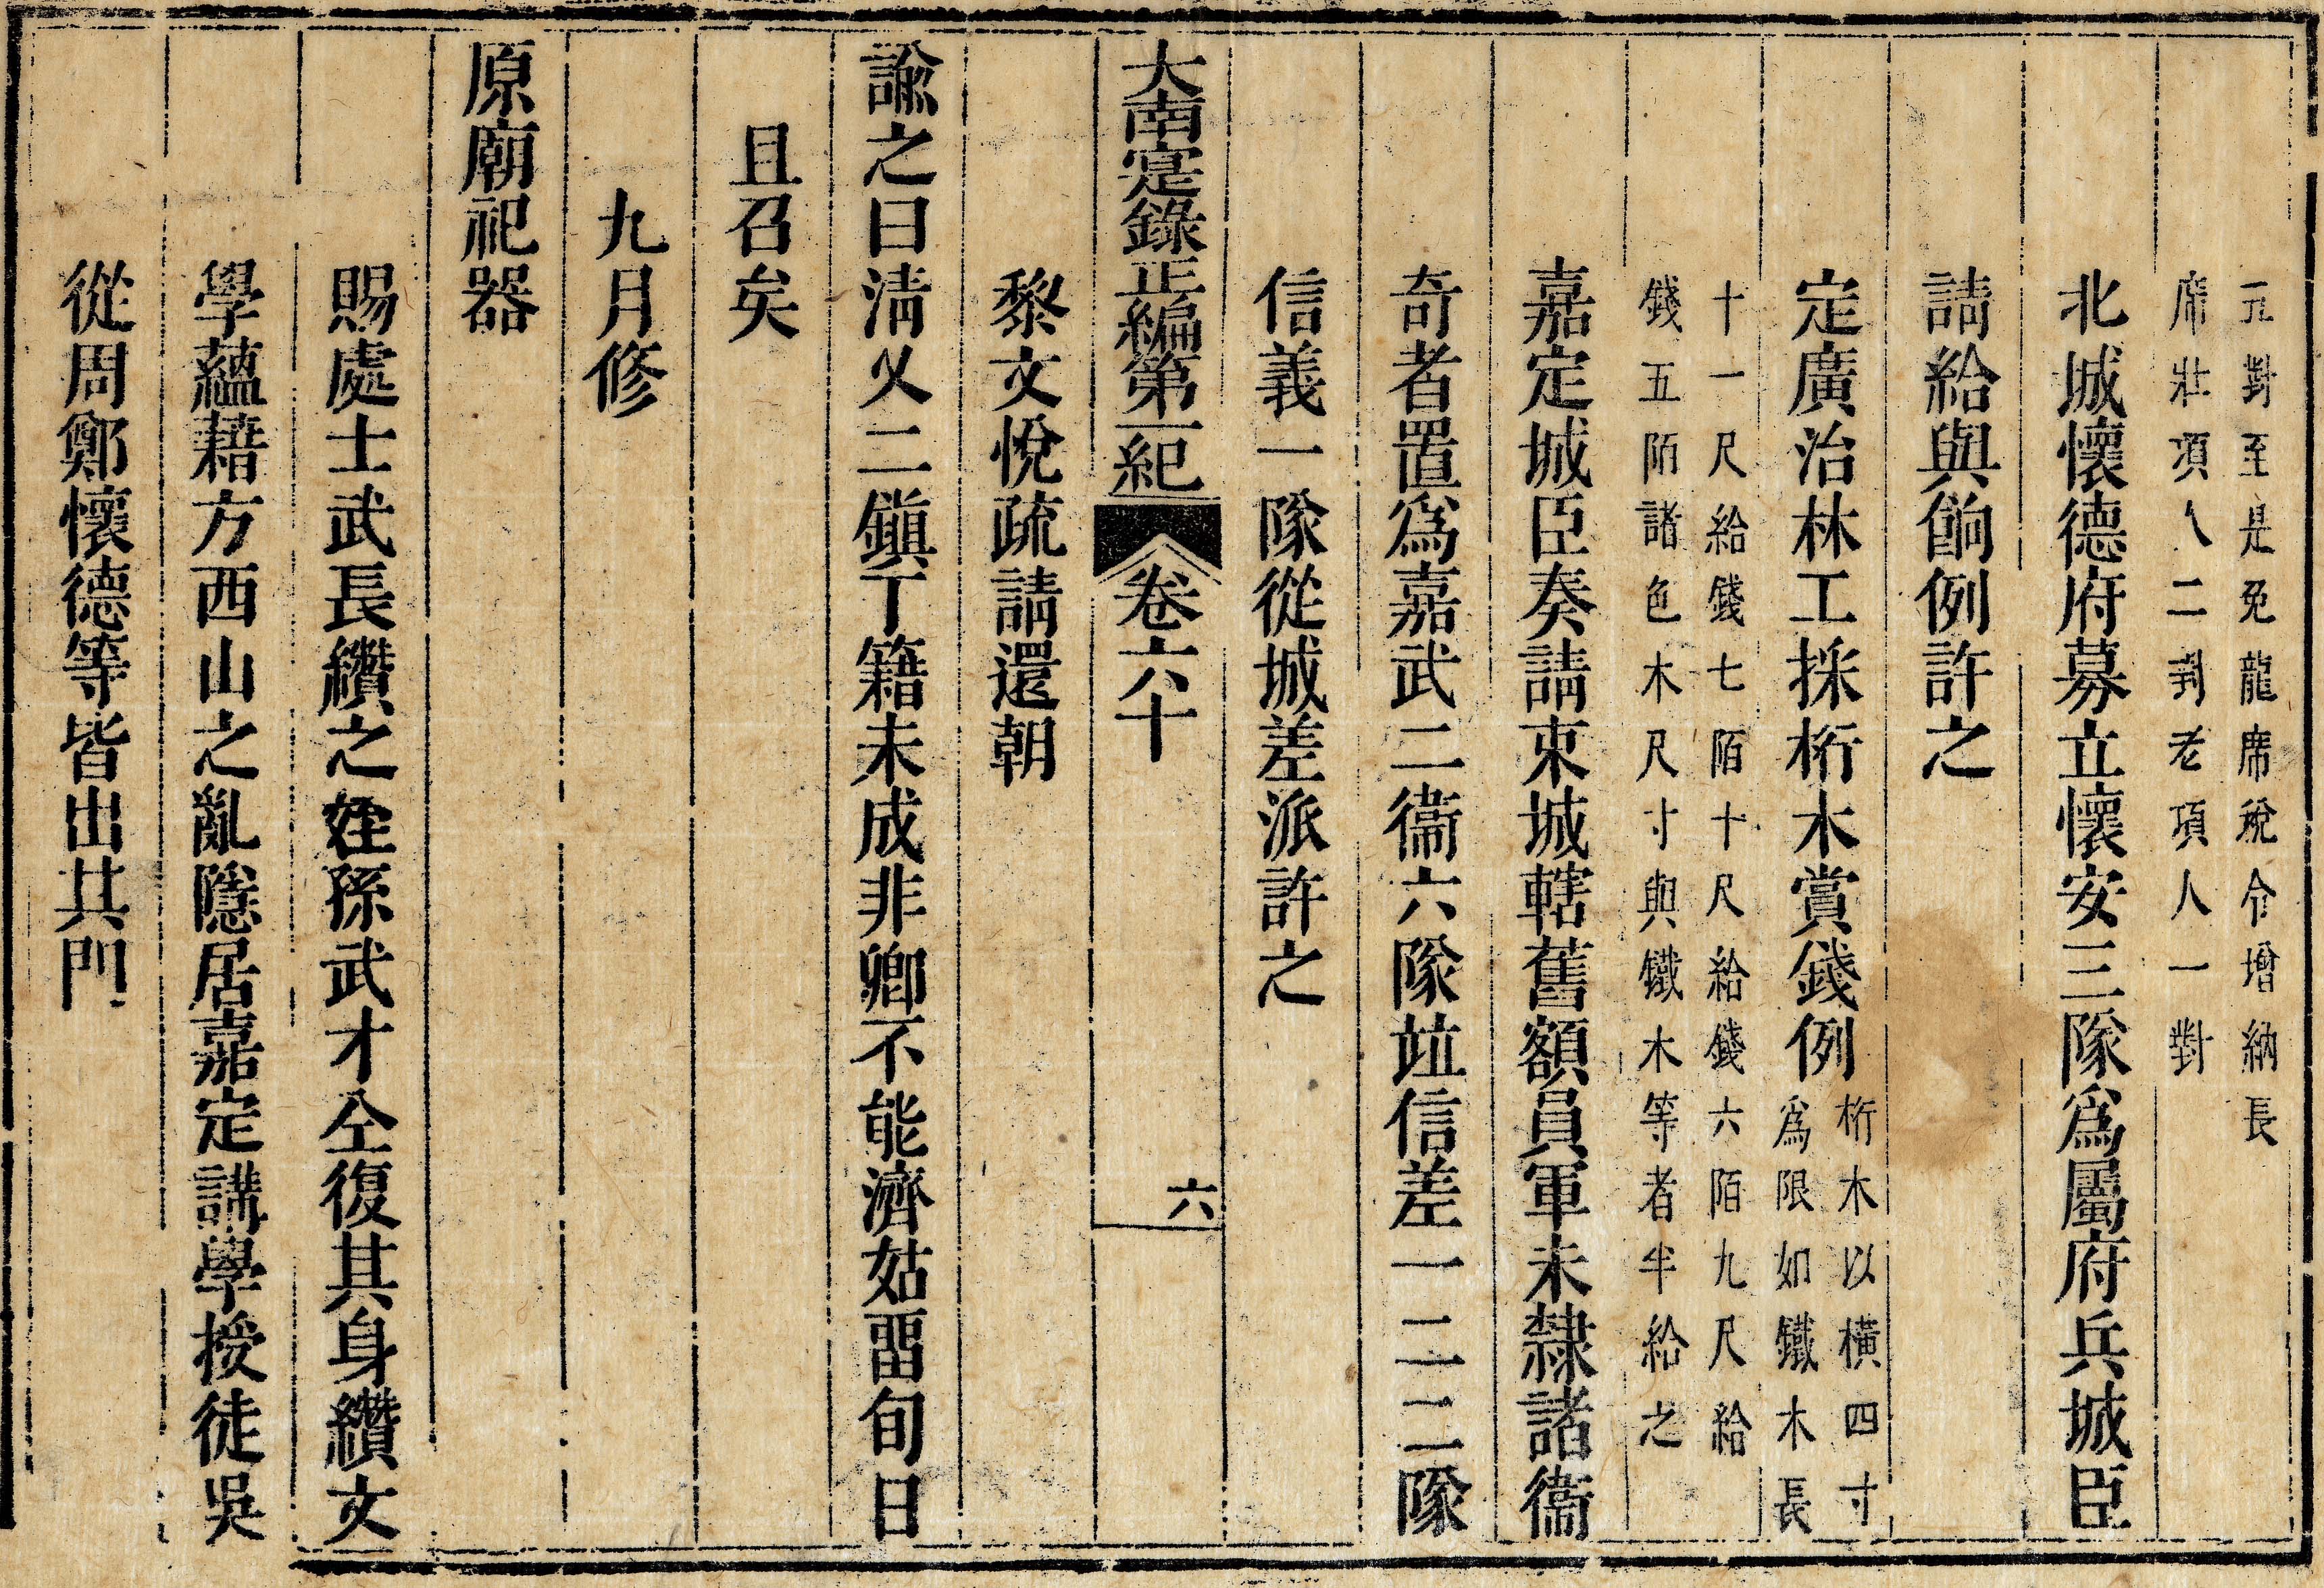 一五對至是免龍席稅令增納長
席壯項人二對老項人一對
北城懷德府募立懷安三隊爲屬府兵城臣
請給與餉例許之
定廣治林工採桁木賞錢例桁木以橫四寸
爲限如鐵木長
十一尺給錢七陌十尺給錢六陌九尺給
錢五陌諸色木尺寸與鐵木等者半給之
嘉定城臣奏請束城轄舊額員軍未隸諸衞
奇者置爲嘉武二衞六隊竝信差一二三隊
信義一隊從城差派許之
大南寔錄正編第二紀 卷六十 六
黎文悅疏請還朝
諭之曰淸乂二鎭丁籍未成非卿不能濟姑畱旬日
且召矣
九月修
原廟祀器
賜處士武長纘之姪孫武才仝復其身纘文
學蘊藉方西山之亂隱居嘉定講學授徒吳
從周鄭懷德等皆出其門